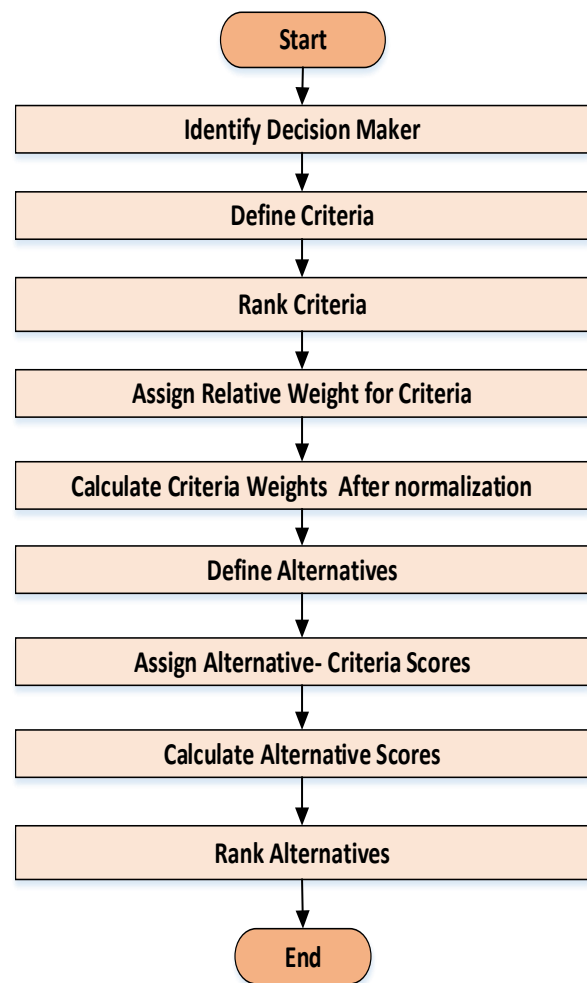 Start
Identify Decision Maker
Define Criteria
Rank Criteria
Assign Relative Weight for Criteria
Calculate Criteria Weights  After normalization
Define Alternatives
Assign Alternative- Criteria Scores
Calculate Alternative Scores
Rank Alternatives
End